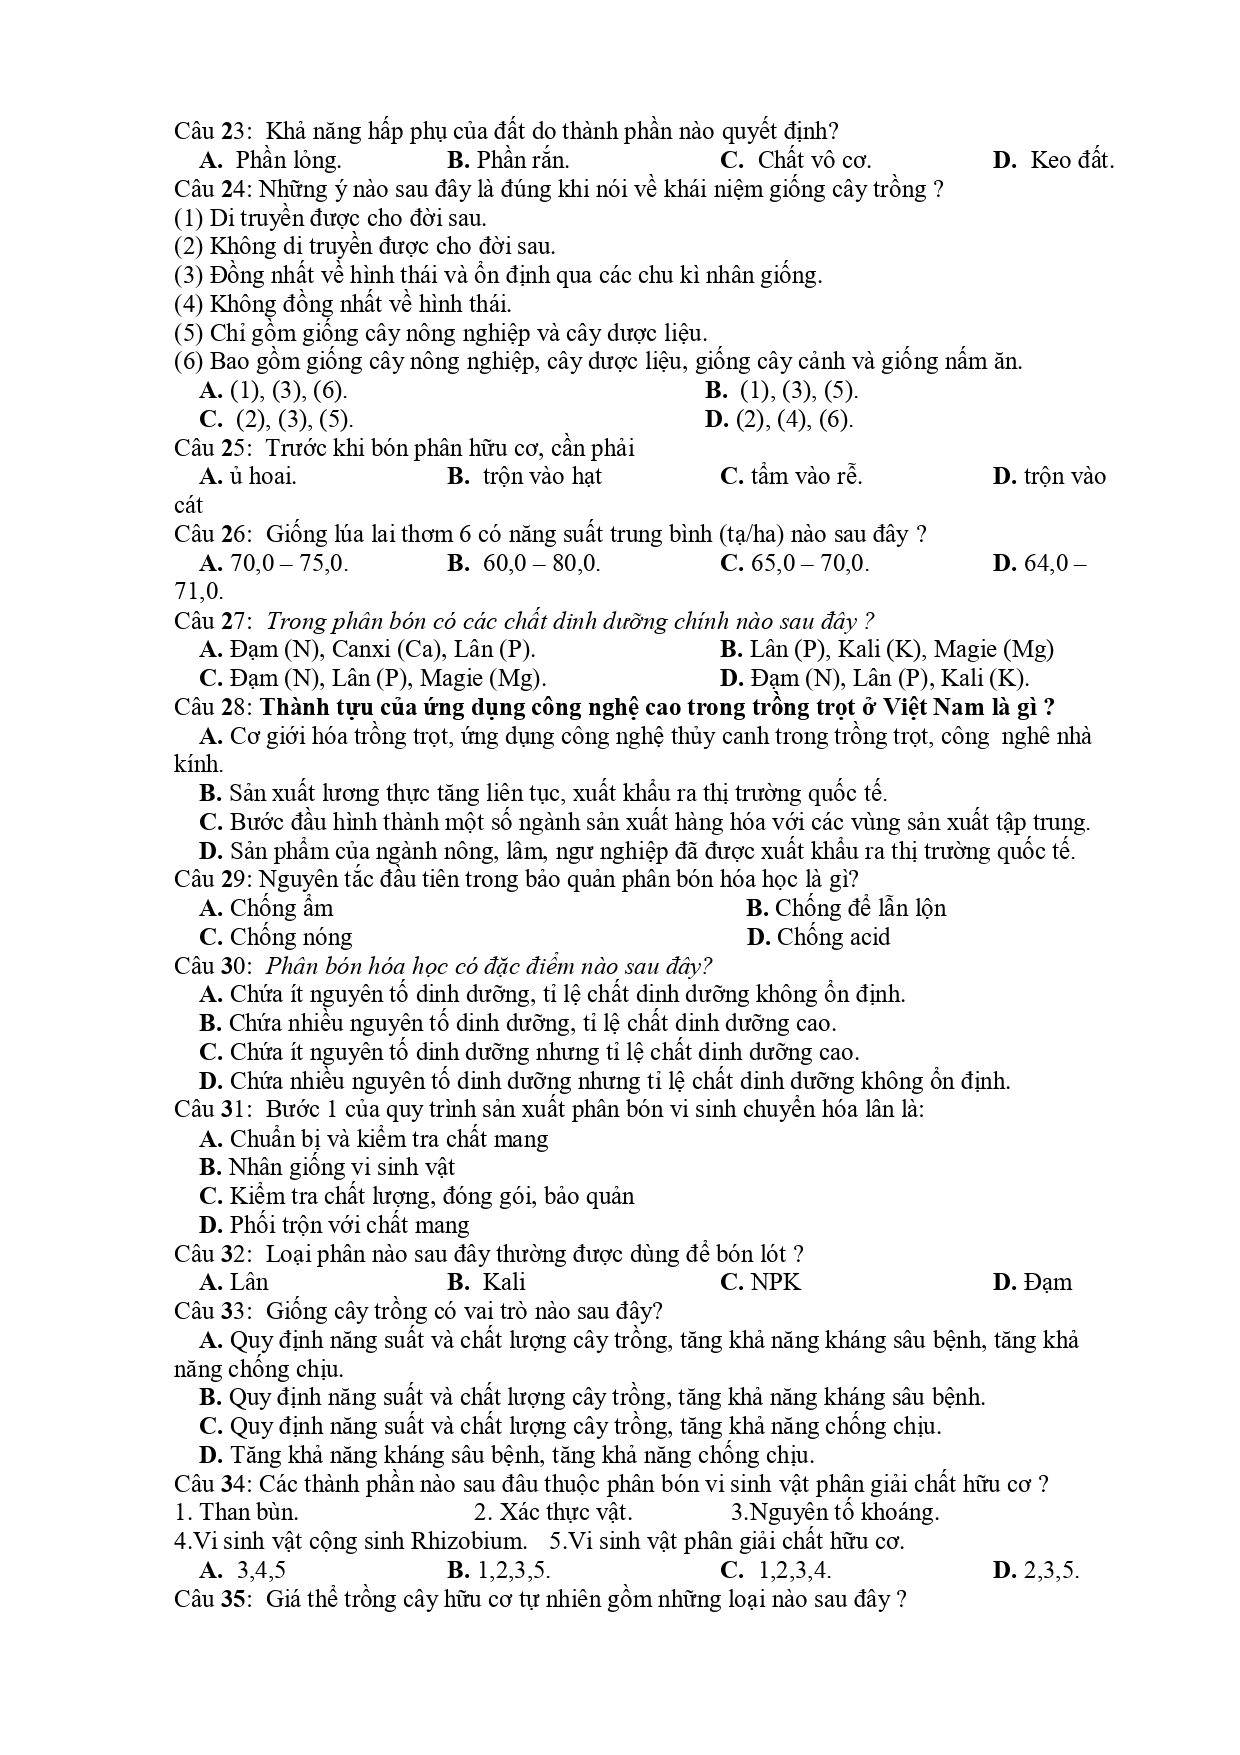 Câu 23:  Khả năng hấp phụ của đất do thành phần nào quyết định?
A.  Phần lỏng. B. Phần rắn. C.  Chất vô cơ. D.  Keo đất.
Câu 24: Những ý nào sau đây là đúng khi nói về khái niệm giống cây trồng ?
(1) Di truyền được cho đời sau.
(2) Không di truyền được cho đời sau.
(3) Đồng nhất về hình thái và ổn định qua các chu kì nhân giống.
(4) Không đồng nhất về hình thái.
(5) Chỉ gồm giống cây nông nghiệp và cây dược liệu.
(6) Bao gồm giống cây nông nghiệp, cây dược liệu, giống cây cảnh và giống nấm ăn.
A. (1), (3), (6). B.  (1), (3), (5).
C.  (2), (3), (5). D. (2), (4), (6).
Câu 25:  Trước khi bón phân hữu cơ, cần phải
A. ủ hoai. B.  trộn vào hạt C. tẩm vào rễ. D. trộn vào
cát
Câu 26:  Giống lúa lai thơm 6 có năng suất trung bình (tạ/ha) nào sau đây ?
A. 70,0 – 75,0. B.  60,0 – 80,0. C. 65,0 – 70,0. D. 64,0 –
71,0.
Câu 27:  Trong phân bón có các chất dinh dưỡng chính nào sau đây ?
A. Đạm (N), Canxi (Ca), Lân (P). B. Lân (P), Kali (K), Magie (Mg)
C. Đạm (N), Lân (P), Magie (Mg). D. Đạm (N), Lân (P), Kali (K).
Câu 28: Thành tựu của ứng dụng công nghệ cao trong trồng trọt ở Việt Nam là gì ?
A. Cơ giới hóa trồng trọt, ứng dụng công nghệ thủy canh trong trồng trọt, công  nghê nhà
kính.
B. Sản xuất lương thực tăng liên tục, xuất khẩu ra thị trường quốc tế.
C. Bước đầu hình thành một số ngành sản xuất hàng hóa với các vùng sản xuất tập trung.
D. Sản phẩm của ngành nông, lâm, ngư nghiệp đã được xuất khẩu ra thị trường quốc tế.
Câu 29: Nguyên tắc đầu tiên trong bảo quản phân bón hóa học là gì?
A. Chống ẩm B. Chống để lẫn lộn
C. Chống nóng D. Chống acid
Câu 30:  Phân bón hóa học có đặc điểm nào sau đây?
A. Chứa ít nguyên tố dinh dưỡng, tỉ lệ chất dinh dưỡng không ổn định.
B. Chứa nhiều nguyên tố dinh dưỡng, tỉ lệ chất dinh dưỡng cao.
C. Chứa ít nguyên tố dinh dưỡng nhưng tỉ lệ chất dinh dưỡng cao.
D. Chứa nhiều nguyên tố dinh dưỡng nhưng tỉ lệ chất dinh dưỡng không ổn định.
Câu 31:  Bước 1 của quy trình sản xuất phân bón vi sinh chuyển hóa lân là:
A. Chuẩn bị và kiểm tra chất mang
B. Nhân giống vi sinh vật
C. Kiểm tra chất lượng, đóng gói, bảo quản
D. Phối trộn với chất mang
Câu 32:  Loại phân nào sau đây thường được dùng để bón lót ?
A. Lân B.  Kali C. NPK D. Đạm
Câu 33:  Giống cây trồng có vai trò nào sau đây?
A. Quy định năng suất và chất lượng cây trồng, tăng khả năng kháng sâu bệnh, tăng khả
năng chống chịu.
B. Quy định năng suất và chất lượng cây trồng, tăng khả năng kháng sâu bệnh.
C. Quy định năng suất và chất lượng cây trồng, tăng khả năng chống chịu.
D. Tăng khả năng kháng sâu bệnh, tăng khả năng chống chịu.
Câu 34: Các thành phần nào sau đâu thuộc phân bón vi sinh vật phân giải chất hữu cơ ?
1. Than bùn. 2. Xác thực vật. 3.Nguyên tố khoáng.
4.Vi sinh vật cộng sinh Rhizobium. 5.Vi sinh vật phân giải chất hữu cơ.
A.  3,4,5 B. 1,2,3,5. C.  1,2,3,4. D. 2,3,5.
Câu 35:  Giá thể trồng cây hữu cơ tự nhiên gồm những loại nào sau đây ?